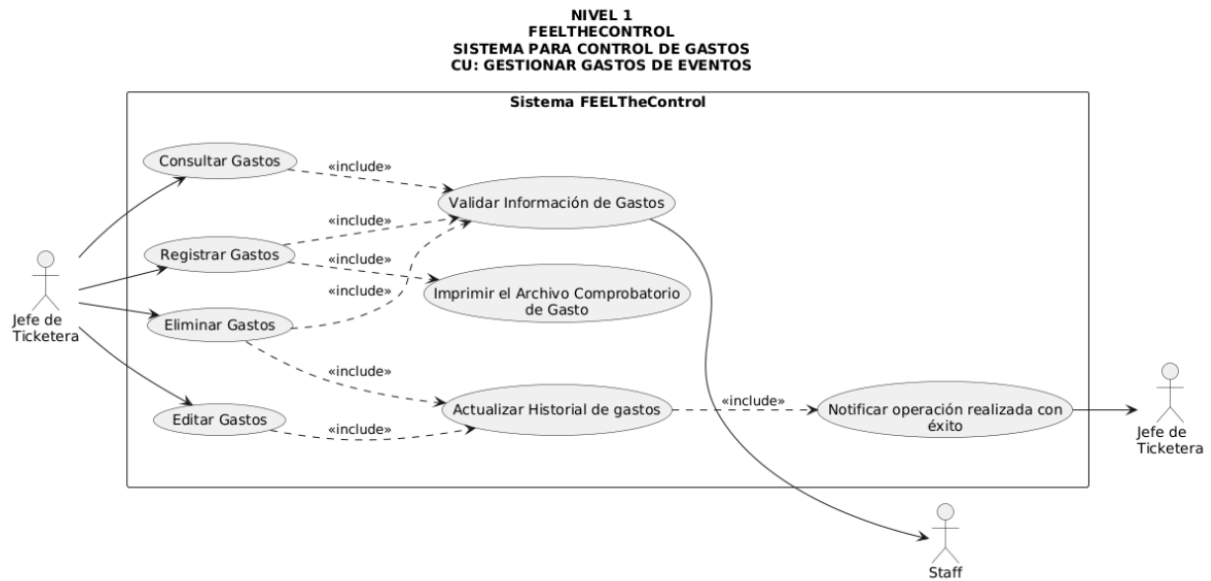 NIVEL 1
FEELTHECONTROL
SISTEMA PARA CONTROL DE GASTOS
CU: GESTIONAR GASTOS DE EVENTOS
Sistema FEELTheControl
Consultar Gastos
«include»
Validar Información de Gastos
«include»
Registrar Gastos
«include»
Imprimir el Archivo Comprobatorio
de Gasto
«include»
Eliminar Gastos
Jefe de
Ticketera
«include»
Actualizar Historial de gastos
«include»
Notificar operación realizada con
éxito
Editar Gastos
«include»
Jefe de
Ticketera
Staff